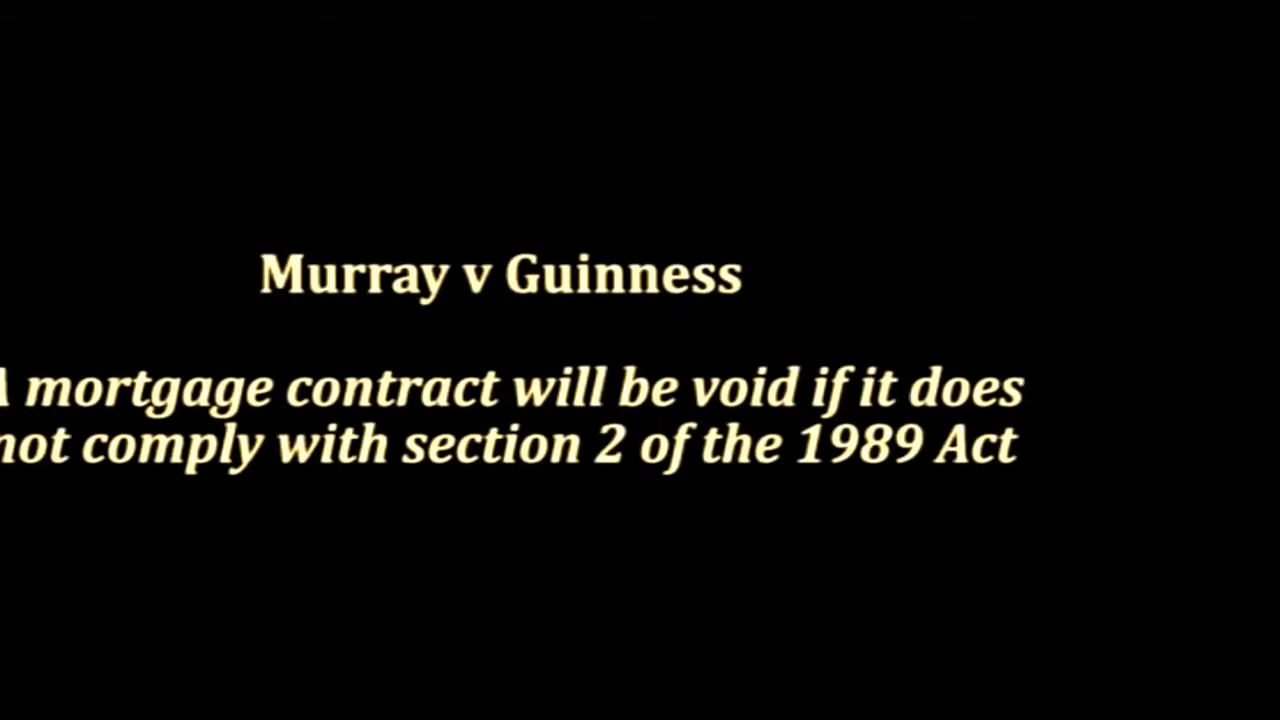 Murray v Guinness
A mortgage contract will be void if it does
not comply with section 2 of the 1989 Act